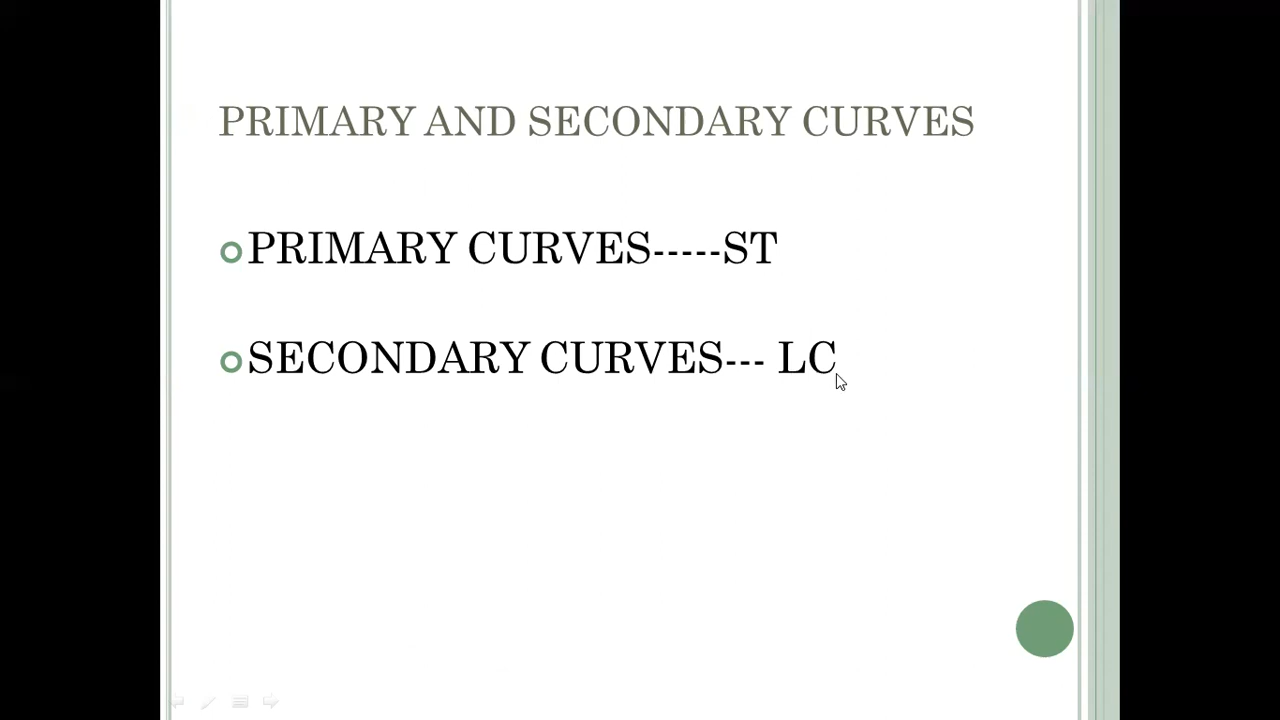 PRIMARY AND SECONDARY CURVES
PRIMARY CURVES-----ST
SECONDARY CURVES--- LC